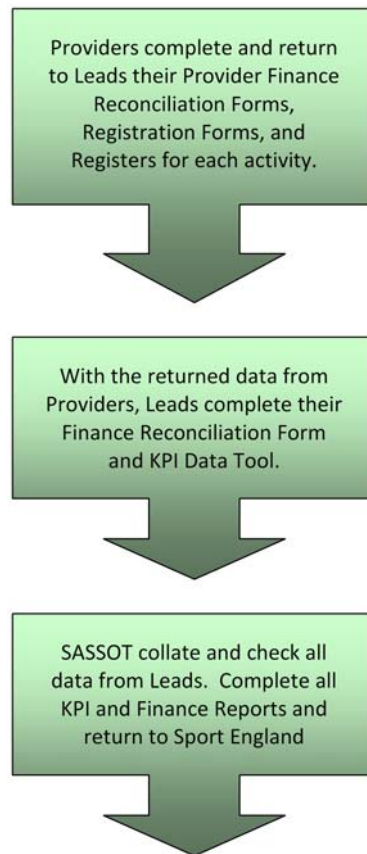 Providers complete and return
to Leads their Provider Finance
Reconciliation Forms,
Registration Forms, and
Registers for each activity.
With the returned data from
Providers, Leads complete their
Finance Reconciliation Form
and KPI Data Tool.
SASSOT collate and check all
data from Leads.  Complete all
KPI and Finance Reports and
return to Sport England